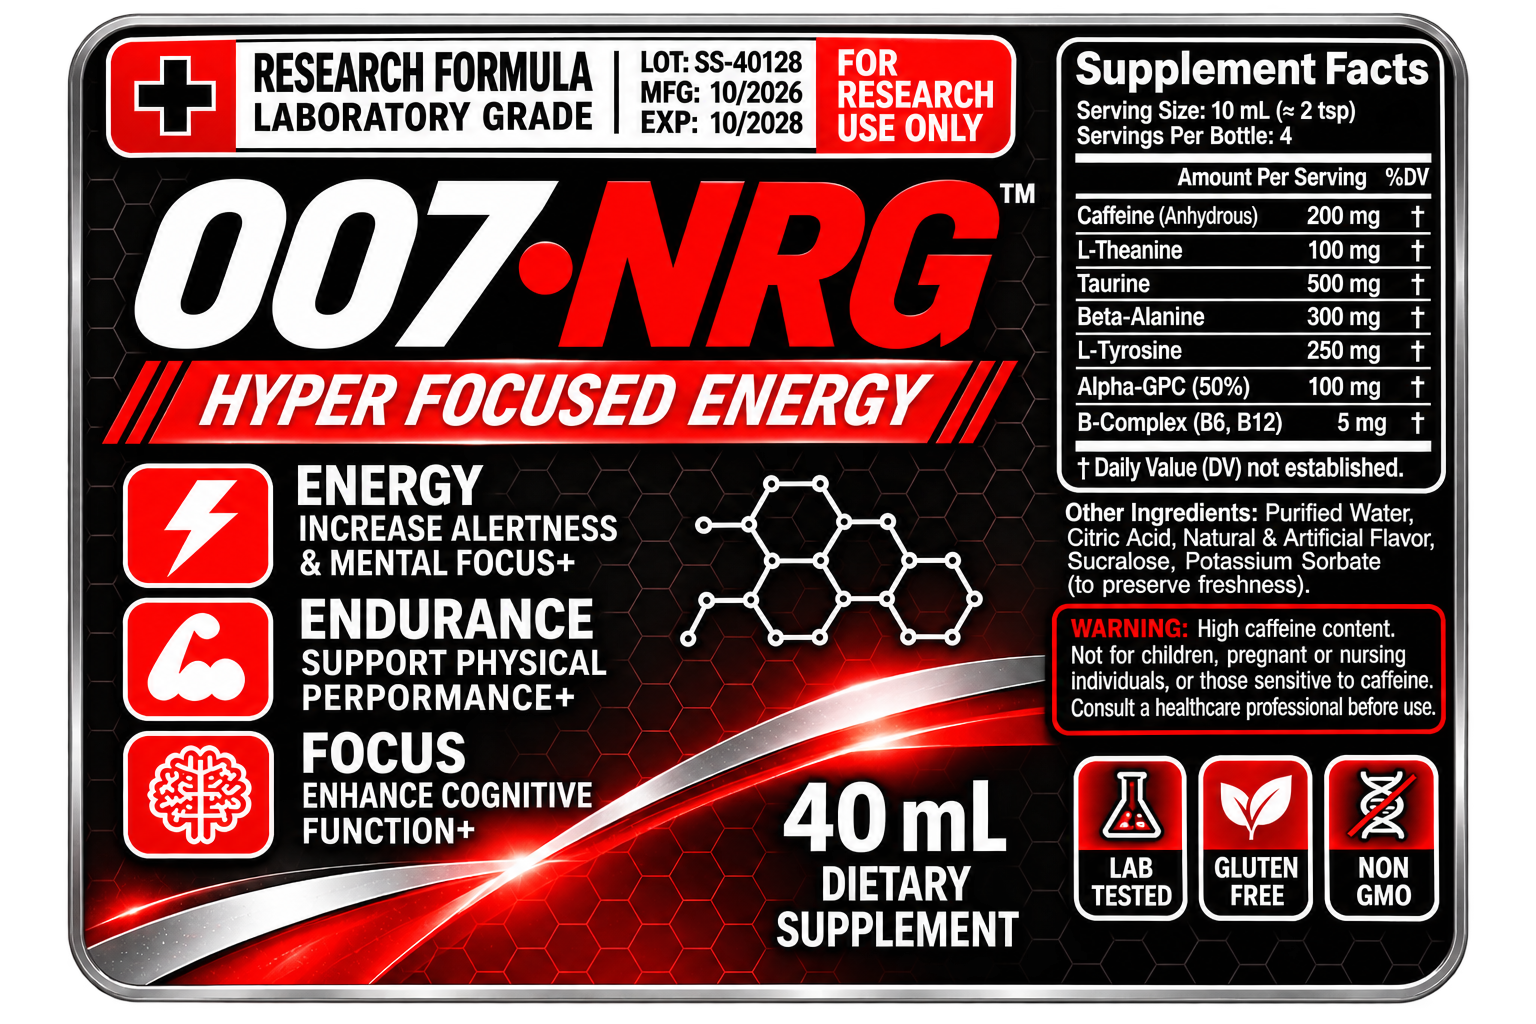 RESEARCH FORMULA
LABORATORY GRADE
LOT: SS-40128
MFG: 10/2026
EXP: 10/2028
FOR
RESEARCH
USE ONLY
007•NRG™
HYPER FOCUSED ENERGY
ENERGY
INCREASE ALERTNESS
& MENTAL FOCUS+
ENDURANCE
SUPPORT PHYSICAL
PERPORMANCE+
FOCUS
ENHANCE COGNITIVE
FUNCTION+
40 mL
DIETARY
SUPPLEMENT
Supplement Facts
Serving Size: 10 mL (≈ 2 tsp)
Servings Per Bottle: 4
Amount Per Serving %DV
Caffeine (Anhydrous) 200 mg †
L-Theanine 100 mg †
Taurine 500 mg †
Beta-Alanine 300 mg †
L-Tyrosine 250 mg †
Alpha-GPC (50%) 100 mg †
B-Complex (B6, B12) 5 mg †
† Daily Value (DV) not established.
Other Ingredients: Purified Water,
Citric Acid, Natural & Artificial Flavor,
Sucralose, Potassium Sorbate
(to preserve freshness).
WARNING: High caffeine content.
Not for children, pregnant or nursing
individuals, or those sensitive to caffeine.
Consult a healthcare professional before use.
LAB
TESTED
GLUTEN
FREE
NON
GMO